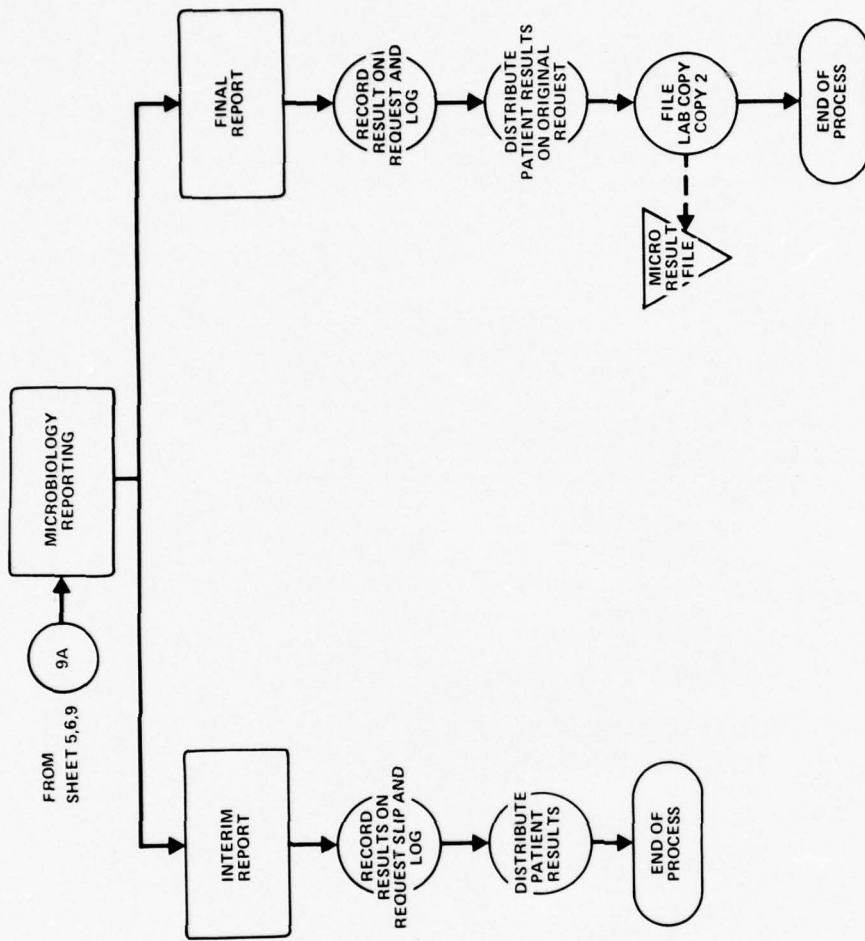 FROM
SHEET 5,6,9
9A
MICROBIOLOGY
REPORTING
INTERIM
REPORT
RECORD
RESULTS ON
REQUEST SLIP AND
LOG
DISTRIBUTE
PATIENT
RESULTS
END OF
PROCESS
FINAL
REPORT
RECORD
RESULT ON
REQUEST AND
LOG
DISTRIBUTE
PATIENT RESULTS
ON ORIGINAL
REQUEST
FILE
LAB COPY
COPY 2
MICRO
RESULT
FILE
END OF
PROCESS